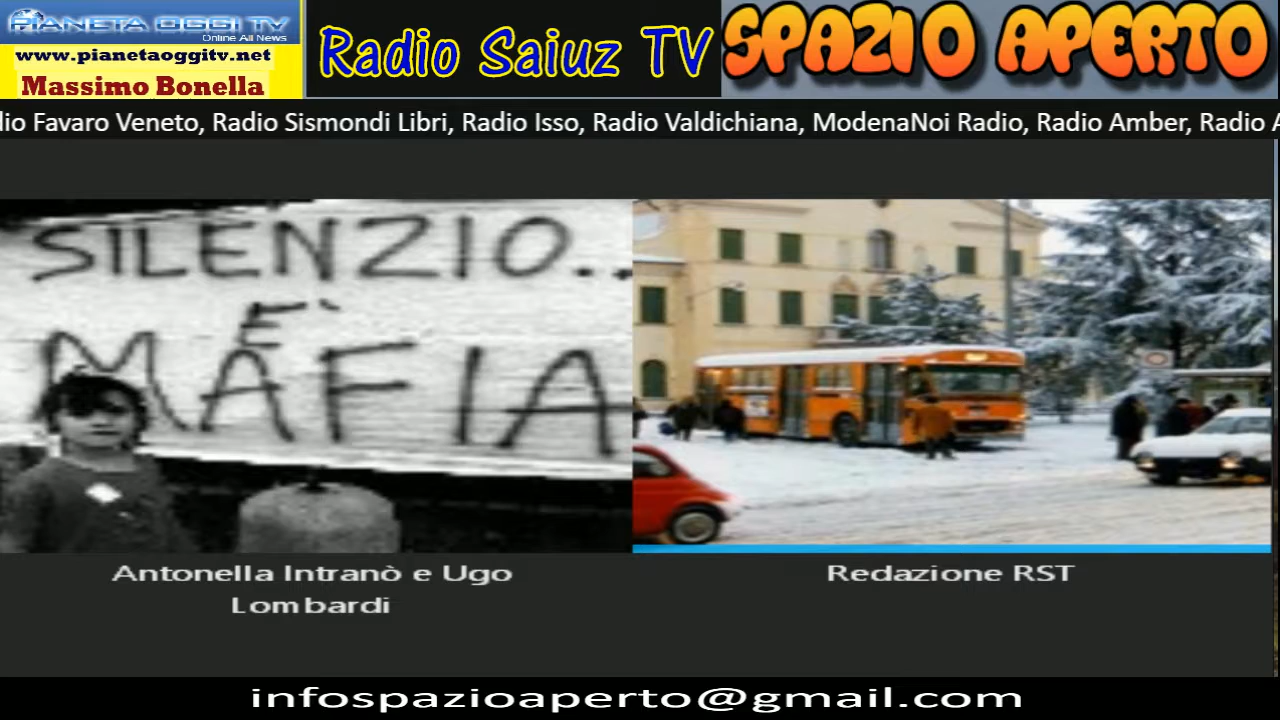 PIANETA OGGI TV
Online All News
www.pianetaoggitv.net
Massimo Bonella
Radio Saiuz TV
SPAZIO APERTO
dio Favaro Veneto, Radio Sismondi Libri, Radio Isso, Radio Valdichiana, ModenaNoi Radio, Radio Amber, Radio A
SILENZIO..
E'
MAFIA
Antonella Intranò e Ugo
Lombardi
Redazione RST
infospazioaperto@gmail.com